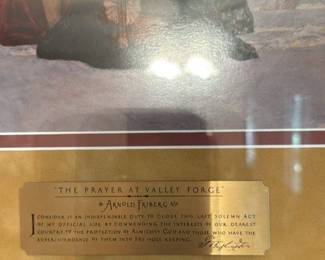 "THE PRAYER AT VALLEY FORGE"
ARNOLD FRIBERG
I CONSIDER IT AN INDISPENSABLE DUTY TO CLOSE THIS LAST SOLEMN ACT
OF MY OFFICIAL LIFE BY COMMENDING THE INTERESTS OF OUR DEAREST
COUNTRY TO THE PROTECTION OF ALMIGHTY GOD AND THOSE WHO HAVE THE
SUPERINTENDENCE OF THEM INTO HIS HOLY KEEPING.